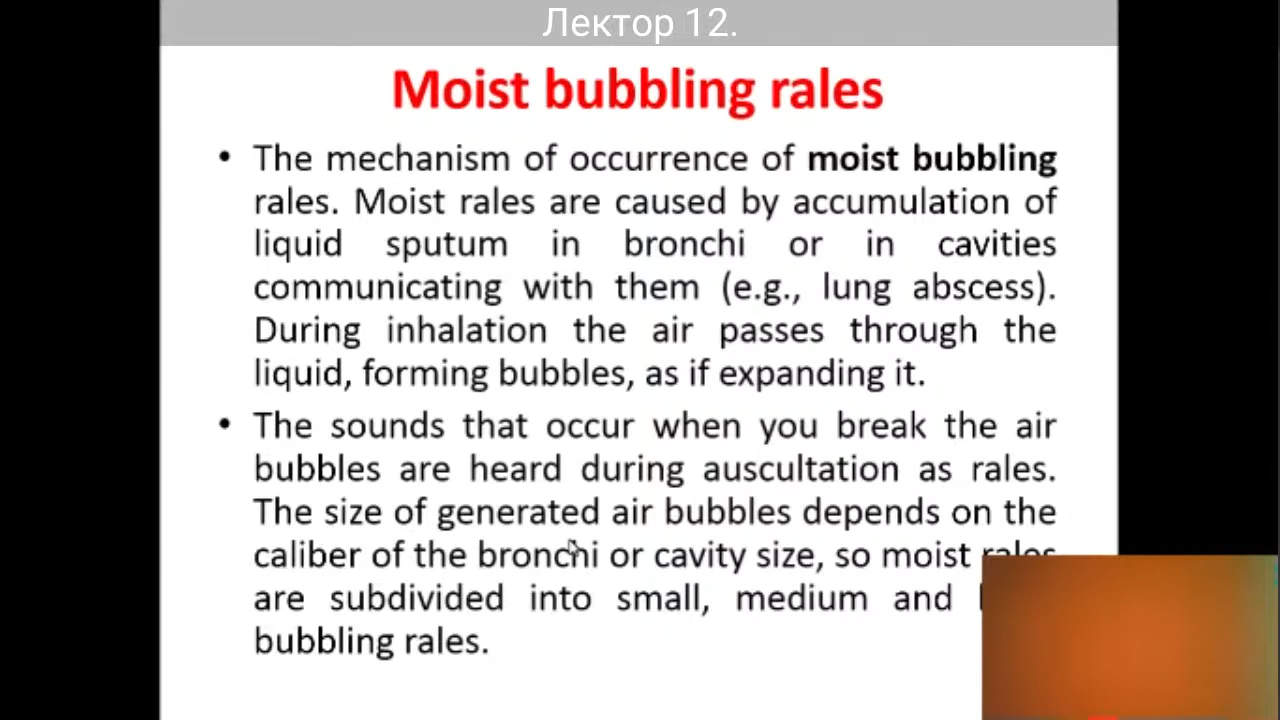 Лектор 12.
Moist bubbling rales
• The mechanism of occurrence of moist bubbling
rales. Moist rales are caused by accumulation of
liquid sputum in bronchi or in cavities
communicating with them (e.g., lung abscess).
During inhalation the air passes through the
liquid, forming bubbles, as if expanding it.
• The sounds that occur when you break the air
bubbles are heard during auscultation as rales.
The size of generated air bubbles depends on the
caliber of the bronchi or cavity size, so moist rales
are subdivided into small, medium and
bubbling rales.